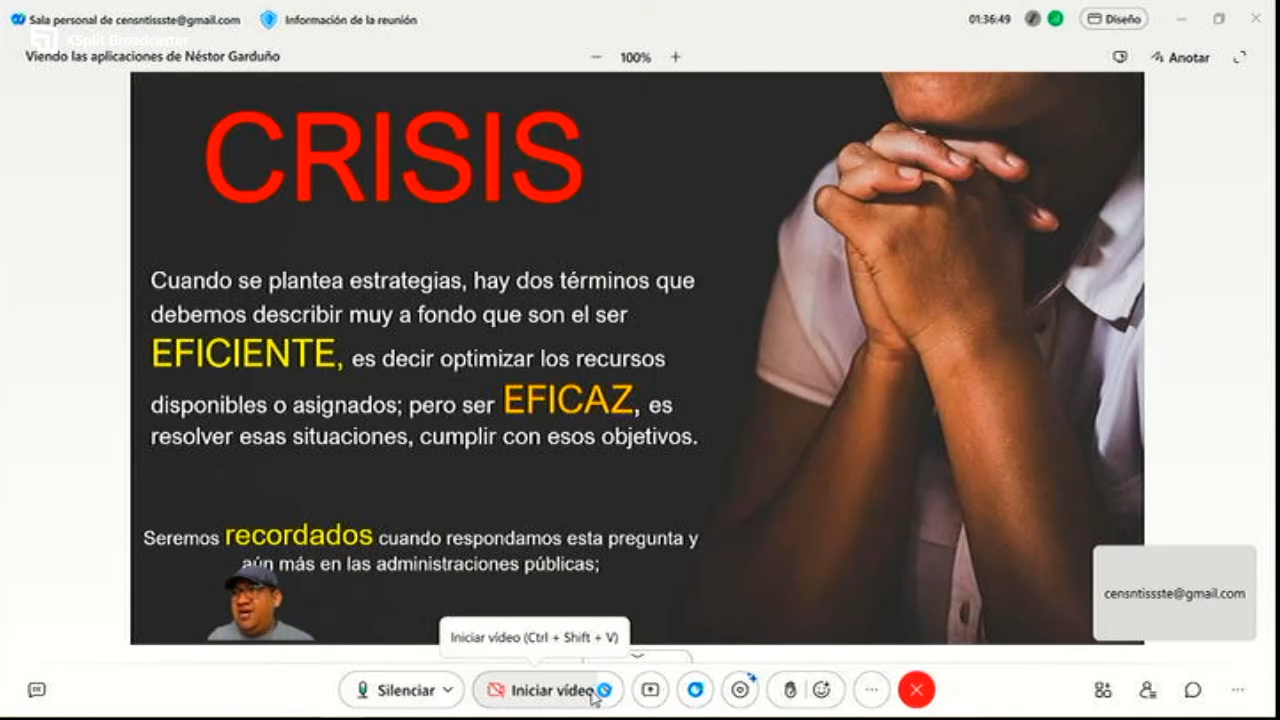 Sala personal de censntissste@gmail.com
Información de la reunión
01:36:49
Diseño
XSplit Broadcaster
Viendo las aplicaciones de Néstor Garduño
100%
Anotar
CRISIS
Cuando se plantea estrategias, hay dos términos que
debemos describir muy a fondo que son el ser
EFICIENTE, es decir optimizar los recursos
disponibles o asignados; pero ser EFICAZ, es
resolver esas situaciones, cumplir con esos objetivos.
Seremos recordados cuando respondamos esta pregunta y
aún más en las administraciones públicas;
censntissste@gmail.com
Iniciar vídeo (Ctrl + Shift + V)
Silenciar
Iniciar vídeo